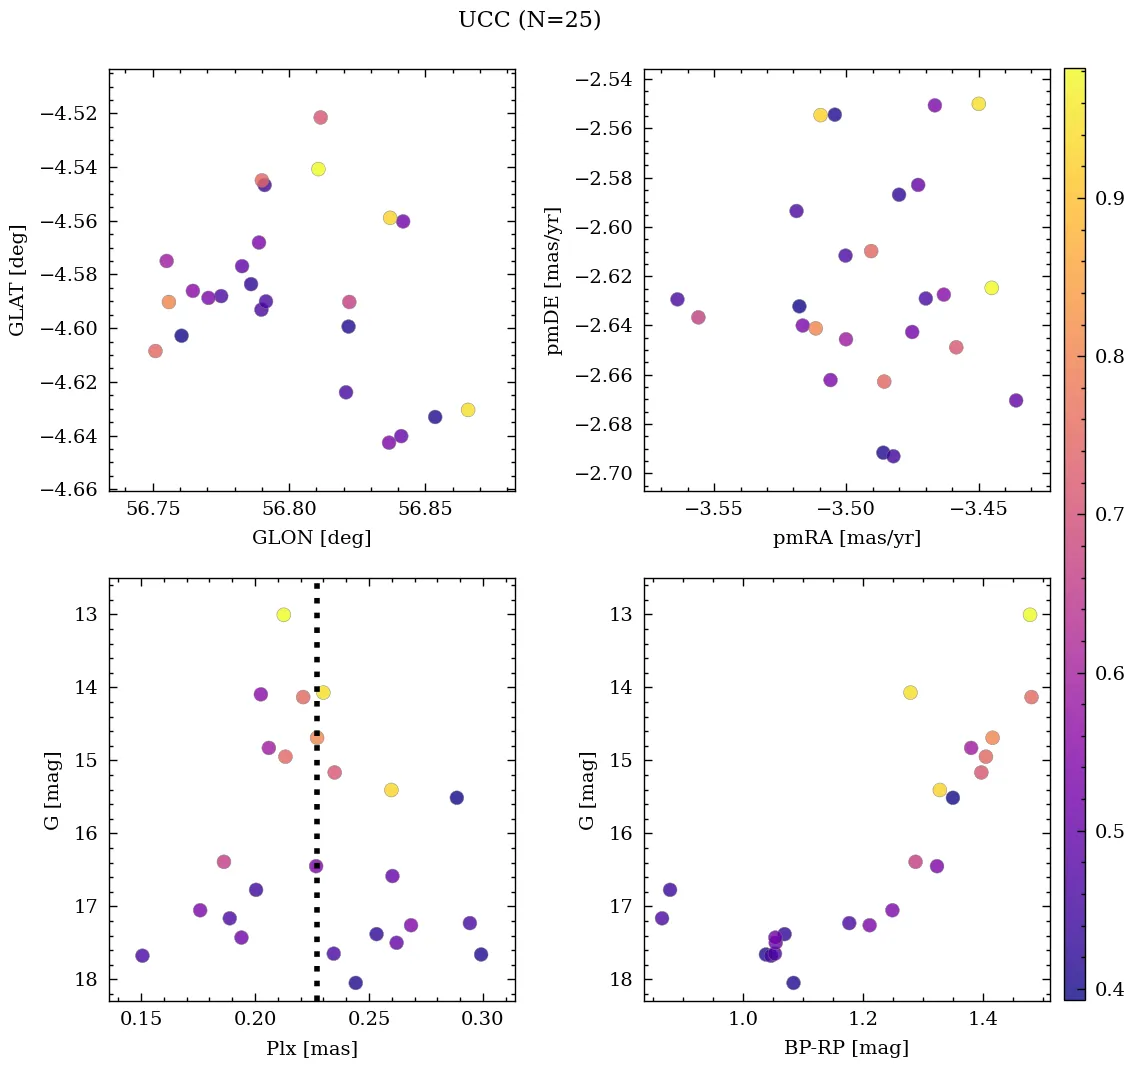 UCC (N=25)
−4.52
−4.54
−4.56
−4.58
−4.60
−4.62
−4.64
−4.66
GLAT [deg]
56.75 56.80 56.85
GLON [deg]
−2.54
−2.56
−2.58
−2.60
−2.62
−2.64
−2.66
−2.68
−2.70
pmDE [mas/yr]
−3.55 −3.50 −3.45
pmRA [mas/yr]
13
14
15
16
17
18
G [mag]
0.15 0.20 0.25 0.30
Plx [mas]
13
14
15
16
17
18
G [mag]
1.0 1.2 1.4
BP-RP [mag]
0.9
0.8
0.7
0.6
0.5
0.4